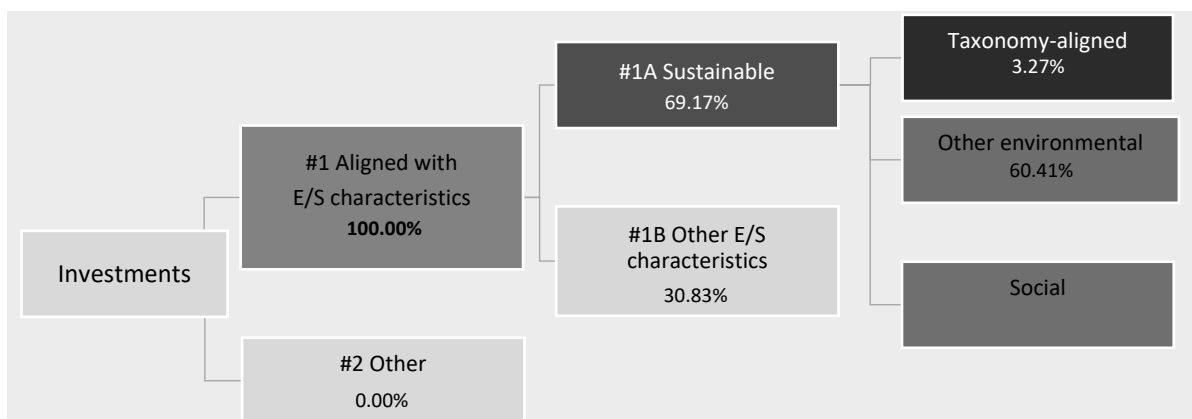 Investments
#1 Aligned with
E/S characteristics
100.00%
#2 Other
0.00%
#1A Sustainable
69.17%
#1B Other E/S
characteristics
30.83%
Taxonomy-aligned
3.27%
Other environmental
60.41%
Social